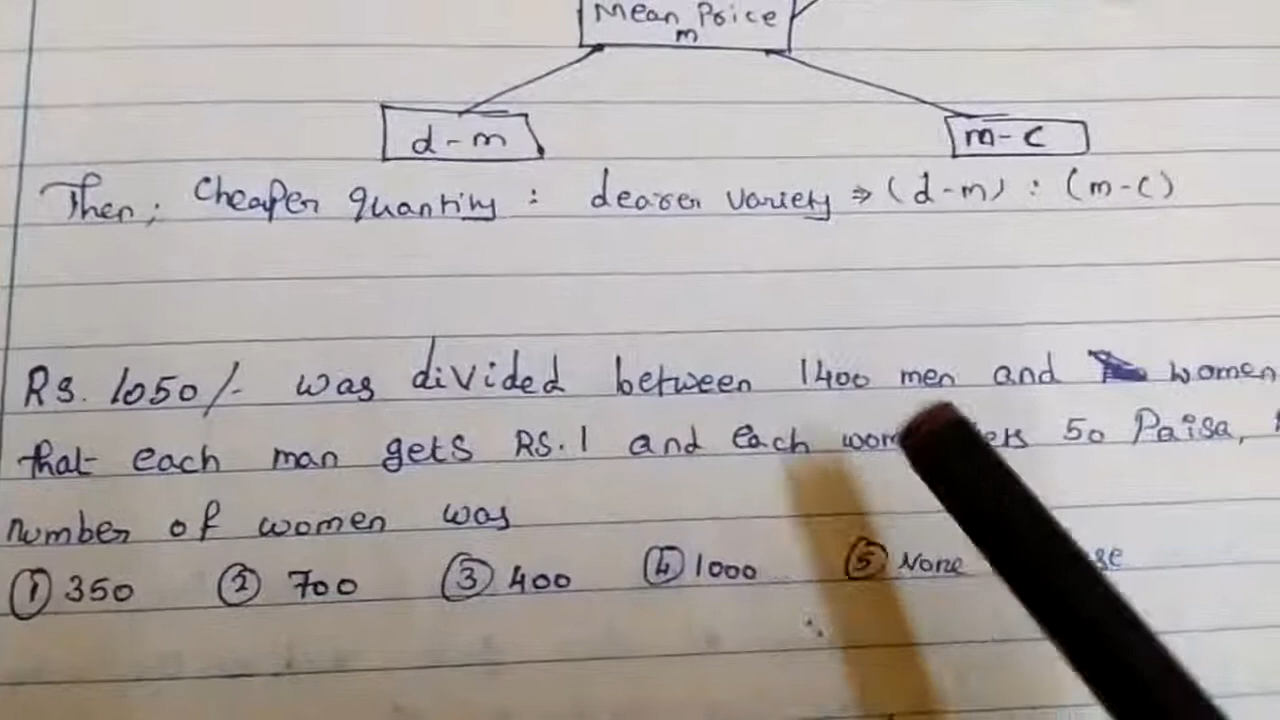 Mean Price
m
d-m
m-c
Then, Cheaper quantity : dearer variety ⇒ (d-m) : (m-c)
Rs. 1050/- was divided between 1400 men and women
that each man gets RS. 1 and each 50 Paisa,
number of women was
① 350 ② 700 ③ 400 ④ 1000 ⑤ None